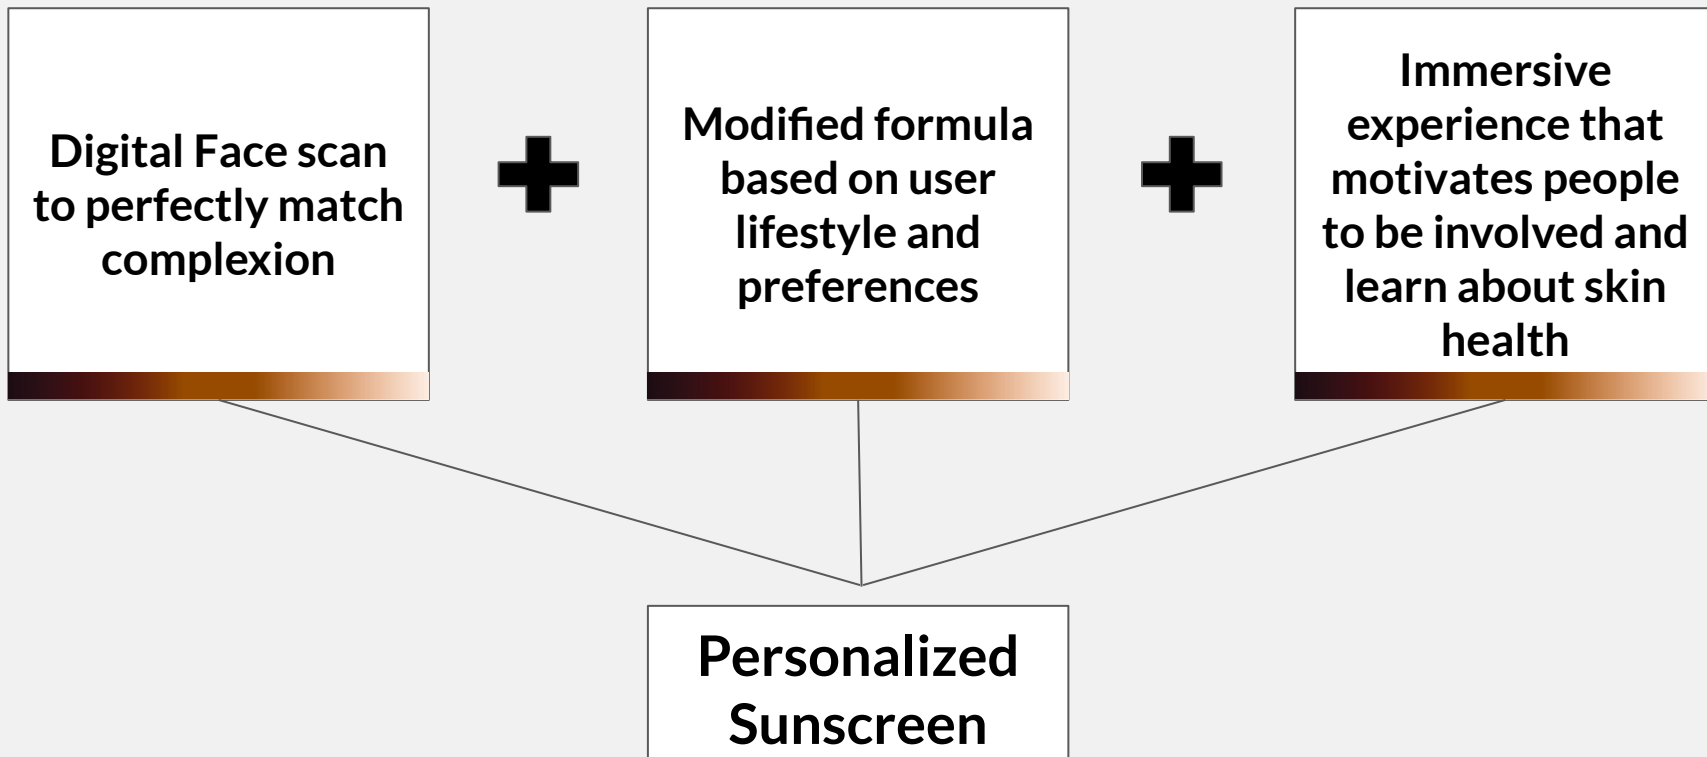 Digital Face scan
to perfectly match
complexion
Modified formula
based on user
lifestyle and
preferences
Immersive
experience that
motivates people
to be involved and
learn about skin
health
Personalized
Sunscreen